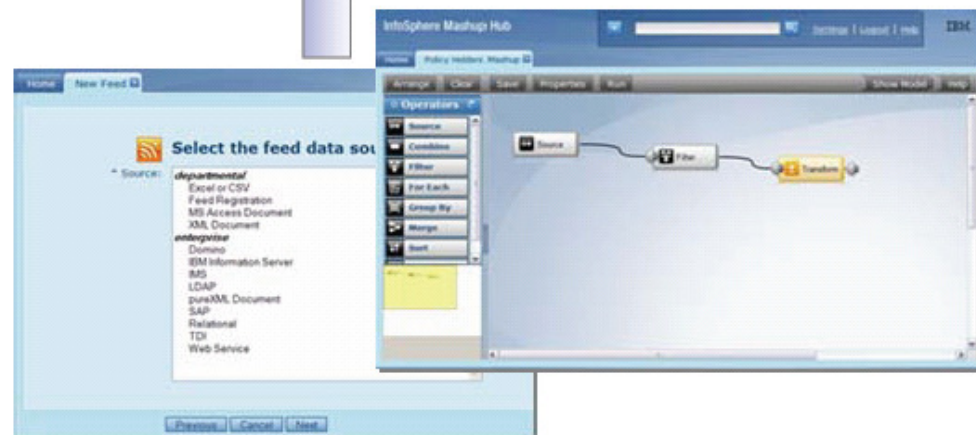 InfoSphere Mashup Hub
Settings | Logout | Help
IBM
Home Policy Holders Mashup
Arrange Clear Save Properties Run Show Model Help
Operators
Source
Combine
Filter
For Each
Group By
Merge
Sort
Source
Filter
Transform
Home New Feed
Select the feed data sou
* Source:
departmental
Excel or CSV
Feed Registration
MS Access Document
XML Document
enterprise
Domino
IBM Information Server
IMS
LDAP
pureXML Document
SAP
Relational
TDI
Web Service
Previous Cancel Next